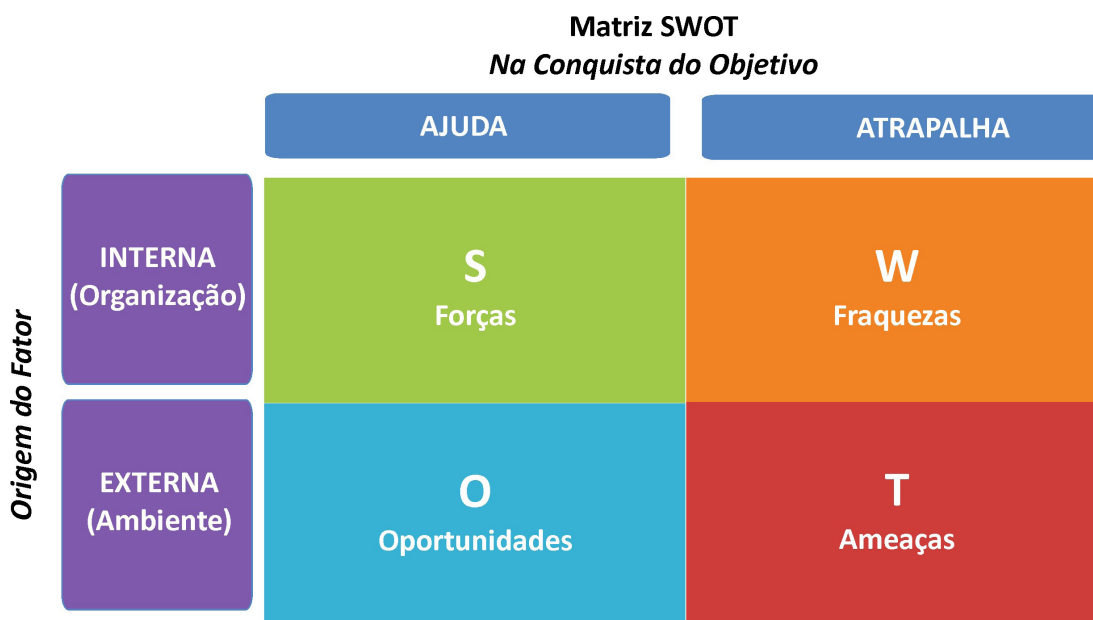 Matriz SWOT
Na Conquista do Objetivo
AJUDA
ATRAPALHA
Origem do Fator
INTERNA
(Organização)
S
Forças
W
Fraquezas
EXTERNA
(Ambiente)
O
Oportunidades
T
Ameaças